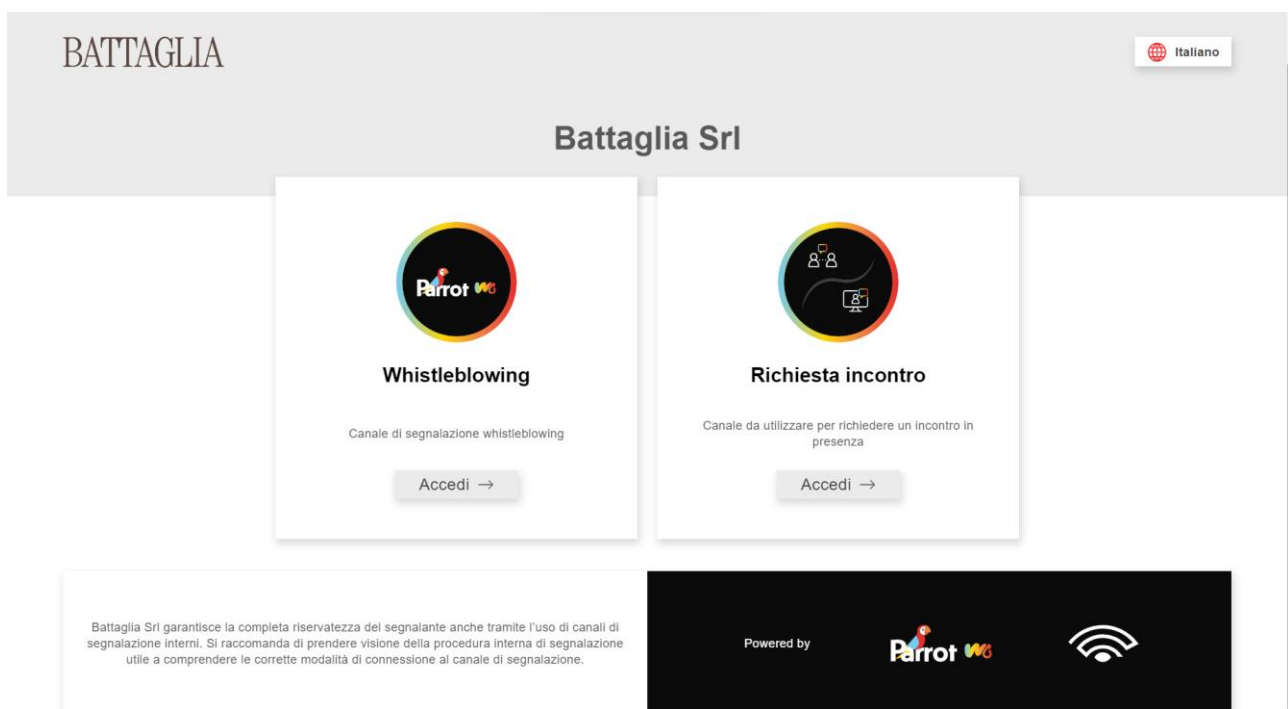 BATTAGLIA
Italiano
Battaglia Srl
Parrot WB
Whistleblowing
Canale di segnalazione whistleblowing
Accedi →
Richiesta incontro
Canale da utilizzare per richiedere un incontro in
presenza
Accedi →
Battaglia Srl garantisce la completa riservatezza del segnalante anche tramite l'uso di canali di
segnalazione interni. Si raccomanda di prendere visione della procedura interna di segnalazione
utile a comprendere le corrette modalità di connessione al canale di segnalazione.
Powered by
Parrot WB